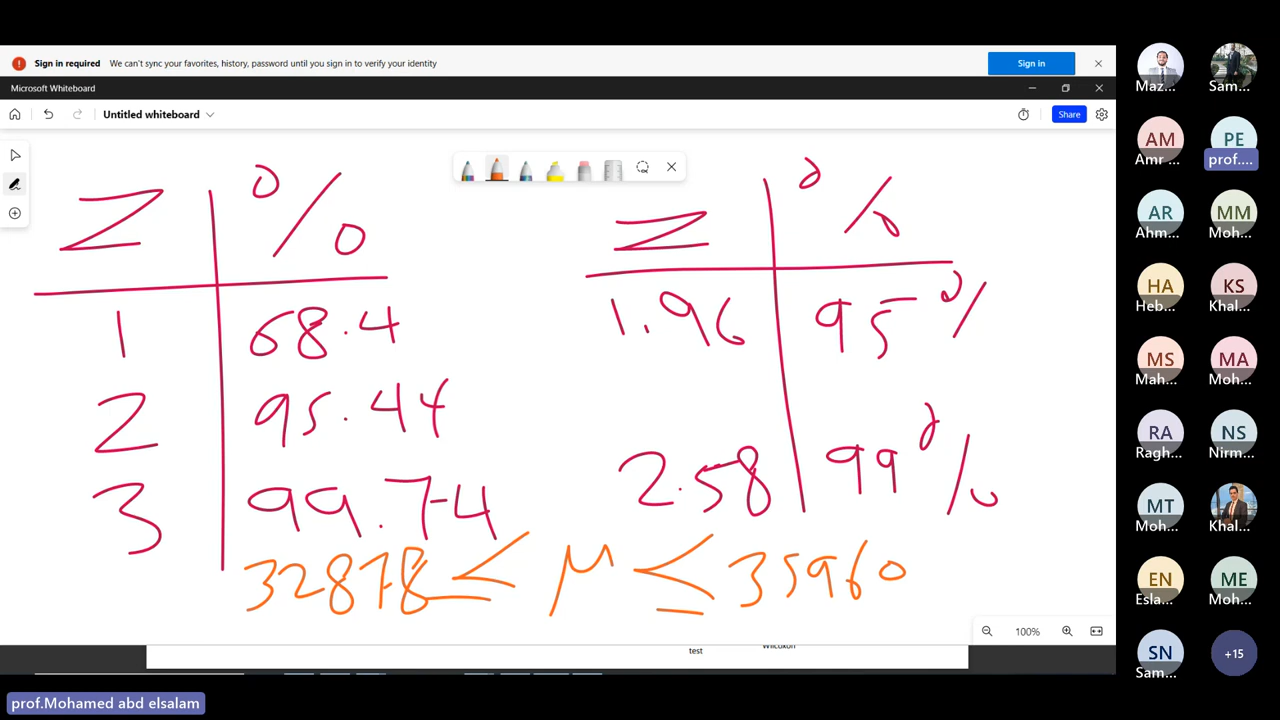 Sign in required We can't sync your favorites, history, password until you sign in to verify your identity Sign in
Microsoft Whiteboard
Untitled whiteboard Share
Z % Z %
1 68.4 1.96 95%
2 95.44
3 99.74 2.58 99%
32878 ≤ μ ≤ 35960
100%
test Wilcoxon
prof.Mohamed abd elsalam
Maz... Sam...
AM PE
Amr ... prof....
AR MM
Ahm... Moh...
HA KS
Heb... Khal...
MS MA
Mah... Moh...
RA NS
Ragh... Nirm...
MT
Moh... Khal...
EN ME
Esla... Moh...
SN +15
Sam...